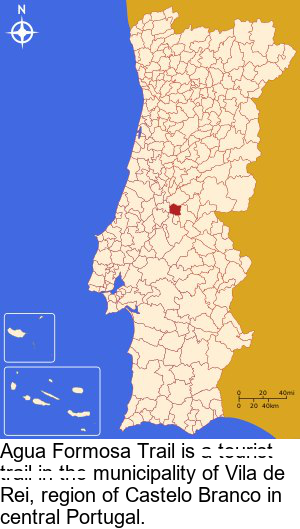 N
0 20 40mi
0 20 40km
Agua Formosa Trail is a tourist
trail in the municipality of Vila de
Rei, region of Castelo Branco in
central Portugal.